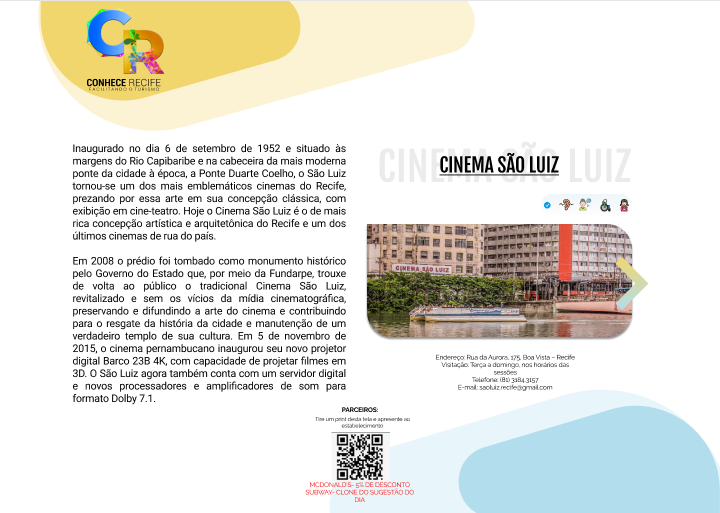 CR
CONHECE RECIFE
FACILITANDO O TURISMO
Inaugurado no dia 6 de setembro de 1952 e situado às
margens do Rio Capibaribe e na cabeceira da mais moderna
ponte da cidade à época, a Ponte Duarte Coelho, o São Luiz
tornou-se um dos mais emblemáticos cinemas do Recife,
prezando por essa arte em sua concepção clássica, com
exibição em cine-teatro. Hoje o Cinema São Luiz é o de mais
rica concepção artística e arquitetônica do Recife e um dos
últimos cinemas de rua do país.
Em 2008 o prédio foi tombado como monumento histórico
pelo Governo do Estado que, por meio da Fundarpe, trouxe
de volta ao público o tradicional Cinema São Luiz,
revitalizado e sem os vícios da mídia cinematográfica,
preservando e difundindo a arte do cinema e contribuindo
para o resgate da história da cidade e manutenção de um
verdadeiro templo de sua cultura. Em 5 de novembro de
2015, o cinema pernambucano inaugurou seu novo projetor
digital Barco 23B 4K, com capacidade de projetar filmes em
3D. O São Luiz agora também conta com um servidor digital
e novos processadores e amplificadores de som para
formato Dolby 7.1.
CINEMA SÃO LUIZ
CINEMA SÃO LUIZ
CINEMA SÃO LUIZ
Endereço: Rua da Aurora, 175, Boa Vista – Recife
Visitação: Terça a domingo, nos horários das
sessões
Telefone: (81) 3184.3157
E-mail: saoluiz.recife@gmail.com
PARCEIROS:
Tire um print desta tela e apresente ao
estabelecimento
MCDONALD'S- 5% DE DESCONTO
SUBWAY- CLONE DO SUGESTÃO DO
DIA